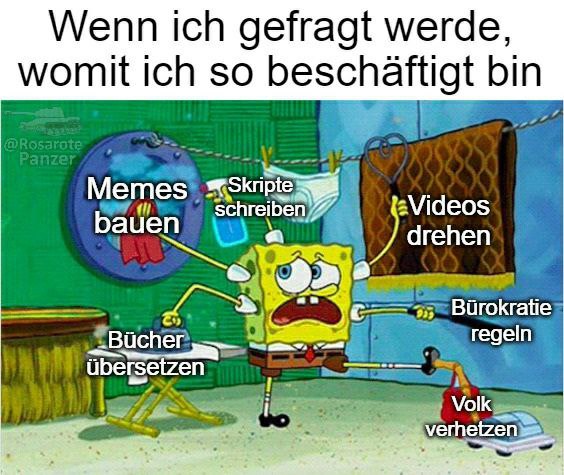 Wenn ich gefragt werde,
womit ich so beschäftigt bin
@Rosarote
Panzer
Memes
bauen
Skripte
schreiben
Videos
drehen
Bürokratie
regeln
Bücher
übersetzen
Volk
verhetzen